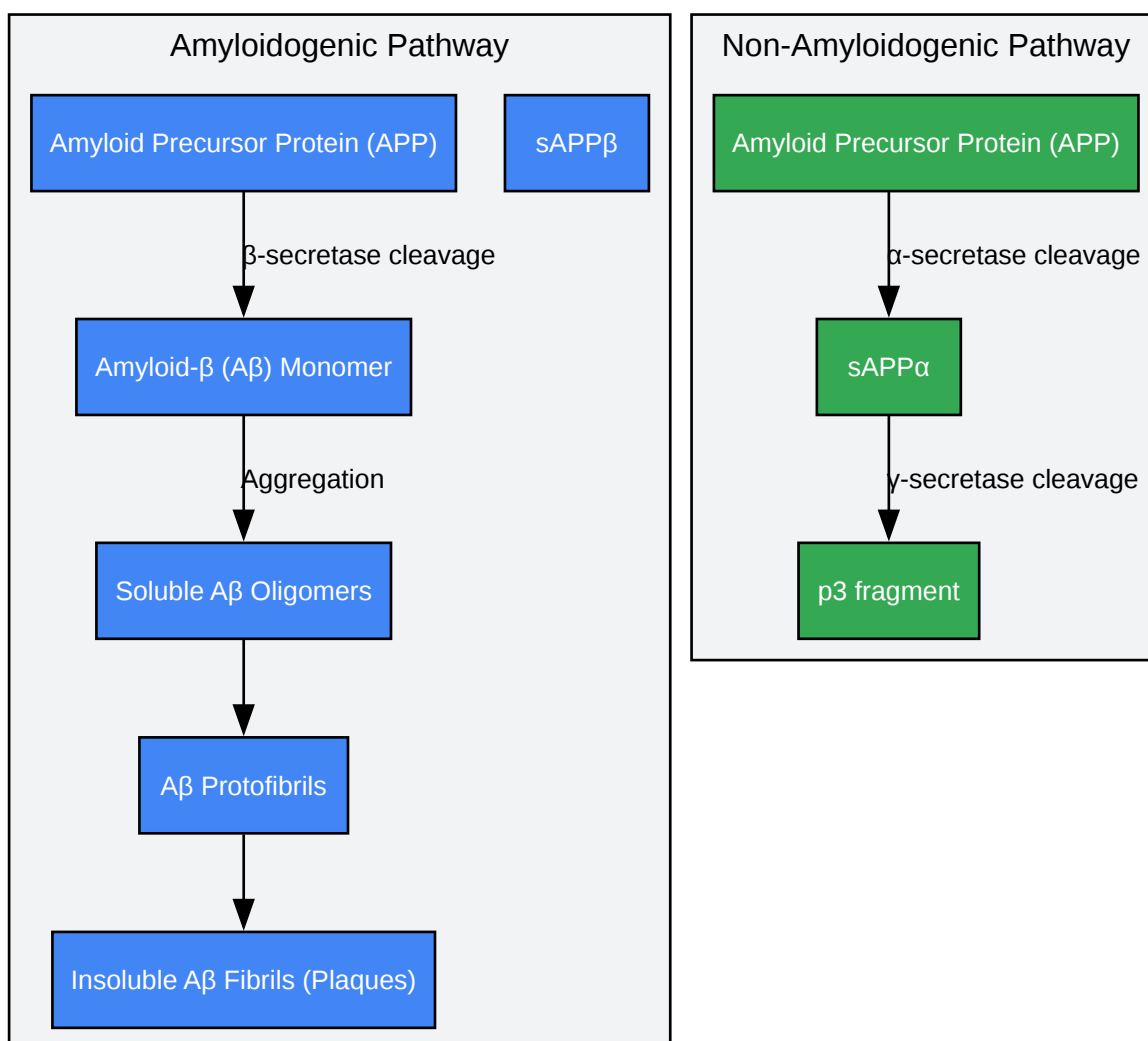 Amyloidogenic Pathway
Amyloid Precursor Protein (APP)
sAPPβ
β-secretase cleavage
Amyloid-β (Aβ) Monomer
Aggregation
Soluble Aβ Oligomers
Aβ Protofibrils
Insoluble Aβ Fibrils (Plaques)
Non-Amyloidogenic Pathway
Amyloid Precursor Protein (APP)
α-secretase cleavage
sAPPα
γ-secretase cleavage
p3 fragment